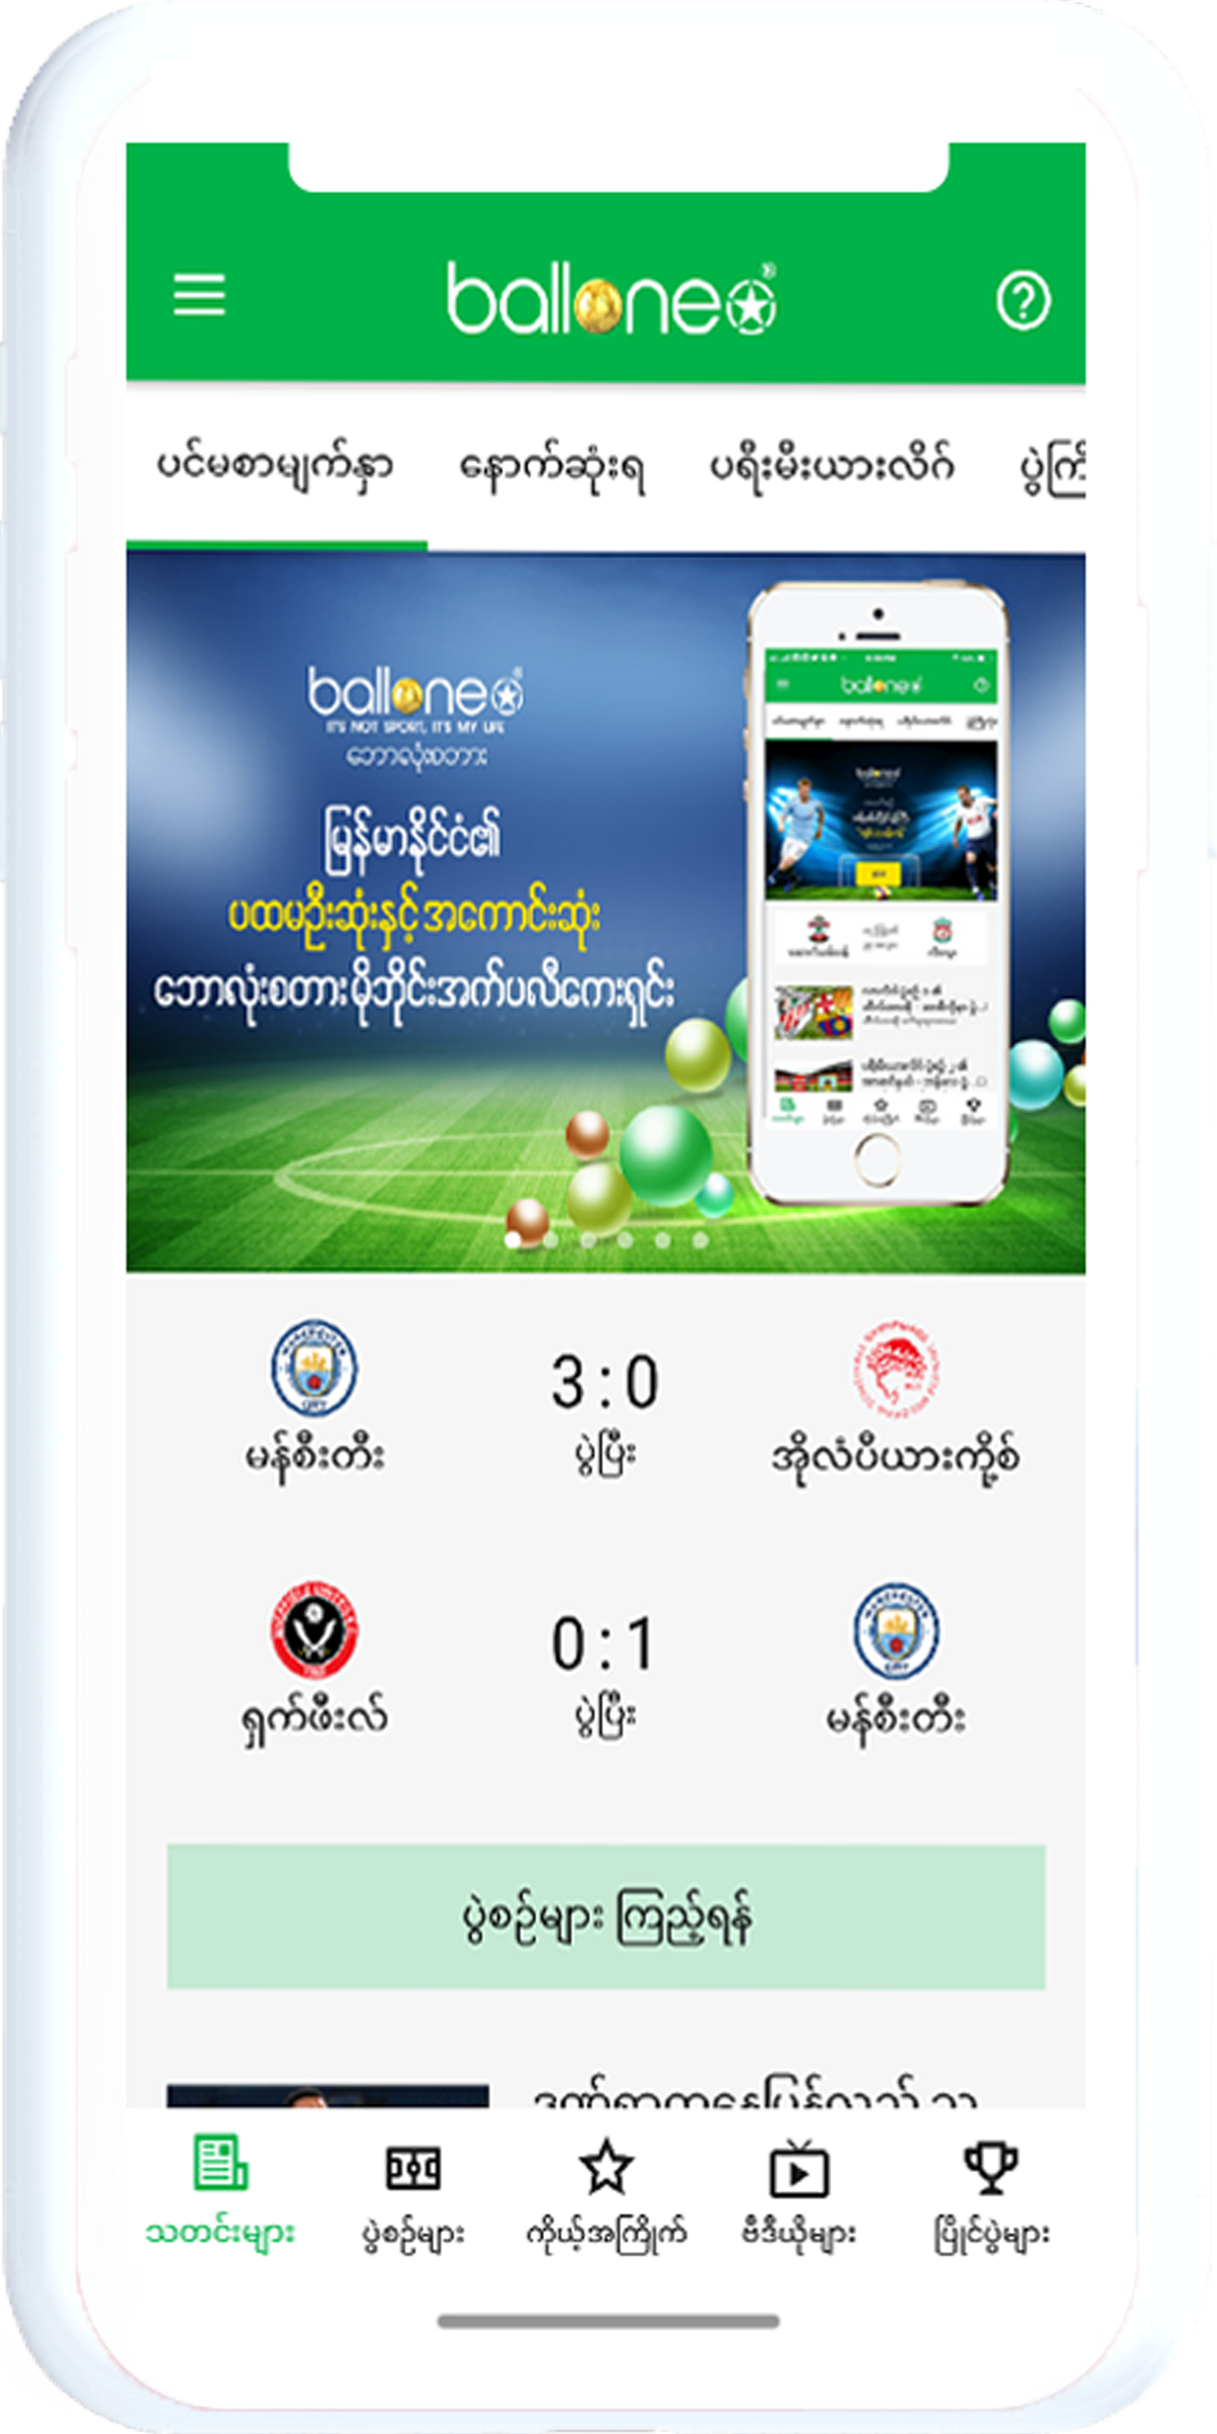 ballone
ပင်မစာမျက်နှာ နောက်ဆုံးရ ပရီးမီးယားလိဂ် ပွဲကြိ
ballone
IT'S NOT SPORT, IT'S MY LIFE
ဘောလုံးစတား
မြန်မာနိုင်ငံ၏
ပထမဦးဆုံးနှင့်အကောင်းဆုံး
ဘောလုံးစတားမိုဘိုင်းအက်ပလီကေးရှင်း
ballone
3 : 0
မန်စီးတီး ပွဲပြီး အိုလံပီယားကို့စ်
0 : 1
ရှက်ဖီးလ် ပွဲပြီး မန်စီးတီး
ပွဲစဉ်များ ကြည့်ရန်
သတင်းများ ပွဲစဉ်များ ကိုယ့်အကြိုက် ဗီဒီယိုများ ပြိုင်ပွဲများ